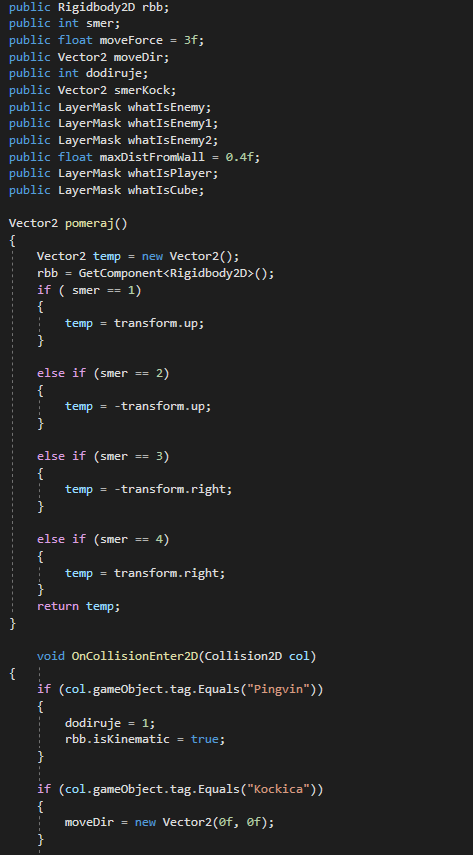 public Rigidbody2D rbb;
public int smer;
public float moveForce = 3f;
public Vector2 moveDir;
public int dodiruje;
public Vector2 smerKock;
public LayerMask whatIsEnemy;
public LayerMask whatIsEnemy1;
public LayerMask whatIsEnemy2;
public float maxDistFromWall = 0.4f;
public LayerMask whatIsPlayer;
public LayerMask whatIsCube;

Vector2 pomeraj()
{
    Vector2 temp = new Vector2();
    rbb = GetComponent<Rigidbody2D>();
    if ( smer == 1)
    {
        temp = transform.up;
    }

    else if (smer == 2)
    {
        temp = -transform.up;
    }

    else if (smer == 3)
    {
        temp = -transform.right;
    }

    else if (smer == 4)
    {
        temp = transform.right;
    }
    return temp;
}

    void OnCollisionEnter2D(Collision2D col)
{
    if (col.gameObject.tag.Equals("Pingvin"))
    {
        dodiruje = 1;
        rbb.isKinematic = true;
    }

    if (col.gameObject.tag.Equals("Kockica"))
    {
        moveDir = new Vector2(0f, 0f);
    }